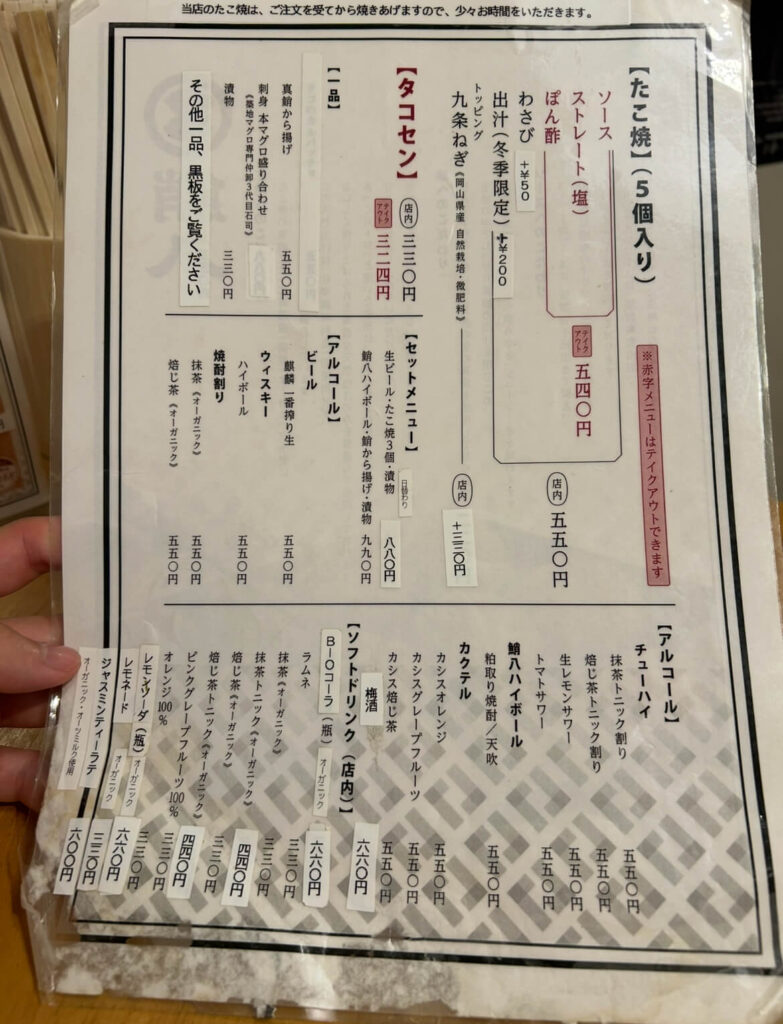 当店のたこ焼は、ご注文を受けてから焼きあげますので、少々お時間をいただきます。
【たこ焼】（５個入り）
※赤字メニューはテイクアウトできます
ソース
ストレート（塩）
ぽん酢
テイクアウト 五四〇円
わさび +¥50
出汁（冬季限定）+¥200
店内 五五〇円
トッピング
九条ねぎ《岡山県産 自然栽培・微肥料》
店内 +三三〇円
【タコセン】
店内 三三〇円
テイクアウト 三二四円
【一品】
真鯛から揚げ 五五〇円
刺身 本マグロ盛り合わせ
《築地マグロ専門仲卸３代目石司》
漬物 三三〇円
その他一品、黒板をご覧ください
【セットメニュー】
日替わり
生ビール・たこ焼３個・漬物 八八〇円
鮹八ハイボール・鮹から揚げ・漬物 九九〇円
【アルコール】
ビール
麒麟 一番搾り生 五五〇円
ウィスキー
ハイボール 五五〇円
焼酎割り
抹茶《オーガニック》 五五〇円
焙じ茶《オーガニック》 五五〇円
【アルコール】
チューハイ
抹茶トニック割り 五五〇円
焙じ茶トニック割り 五五〇円
生レモンサワー 五五〇円
トマトサワー 五五〇円
鮹八ハイボール
粕取り焼酎／天吹 五五〇円
カクテル
カシスオレンジ 五五〇円
カシスグレープフルーツ 五五〇円
カシス焙じ茶 五五〇円
梅酒 六六〇円
【ソフトドリンク（店内）】
BIOコーラ（瓶）オーガニック 六六〇円
ラムネ 三三〇円
抹茶《オーガニック》 三三〇円
抹茶トニック《オーガニック》 四四〇円
焙じ茶《オーガニック》 三三〇円
焙じ茶トニック《オーガニック》 四四〇円
ピンクグレープフルーツ100% 三三〇円
オレンジ100% 三三〇円
レモンソーダ（瓶）オーガニック 六六〇円
レモネード オーガニック 三三〇円
ジャスミンティーラテ 六〇〇円
オーガニック・オーツミルク使用